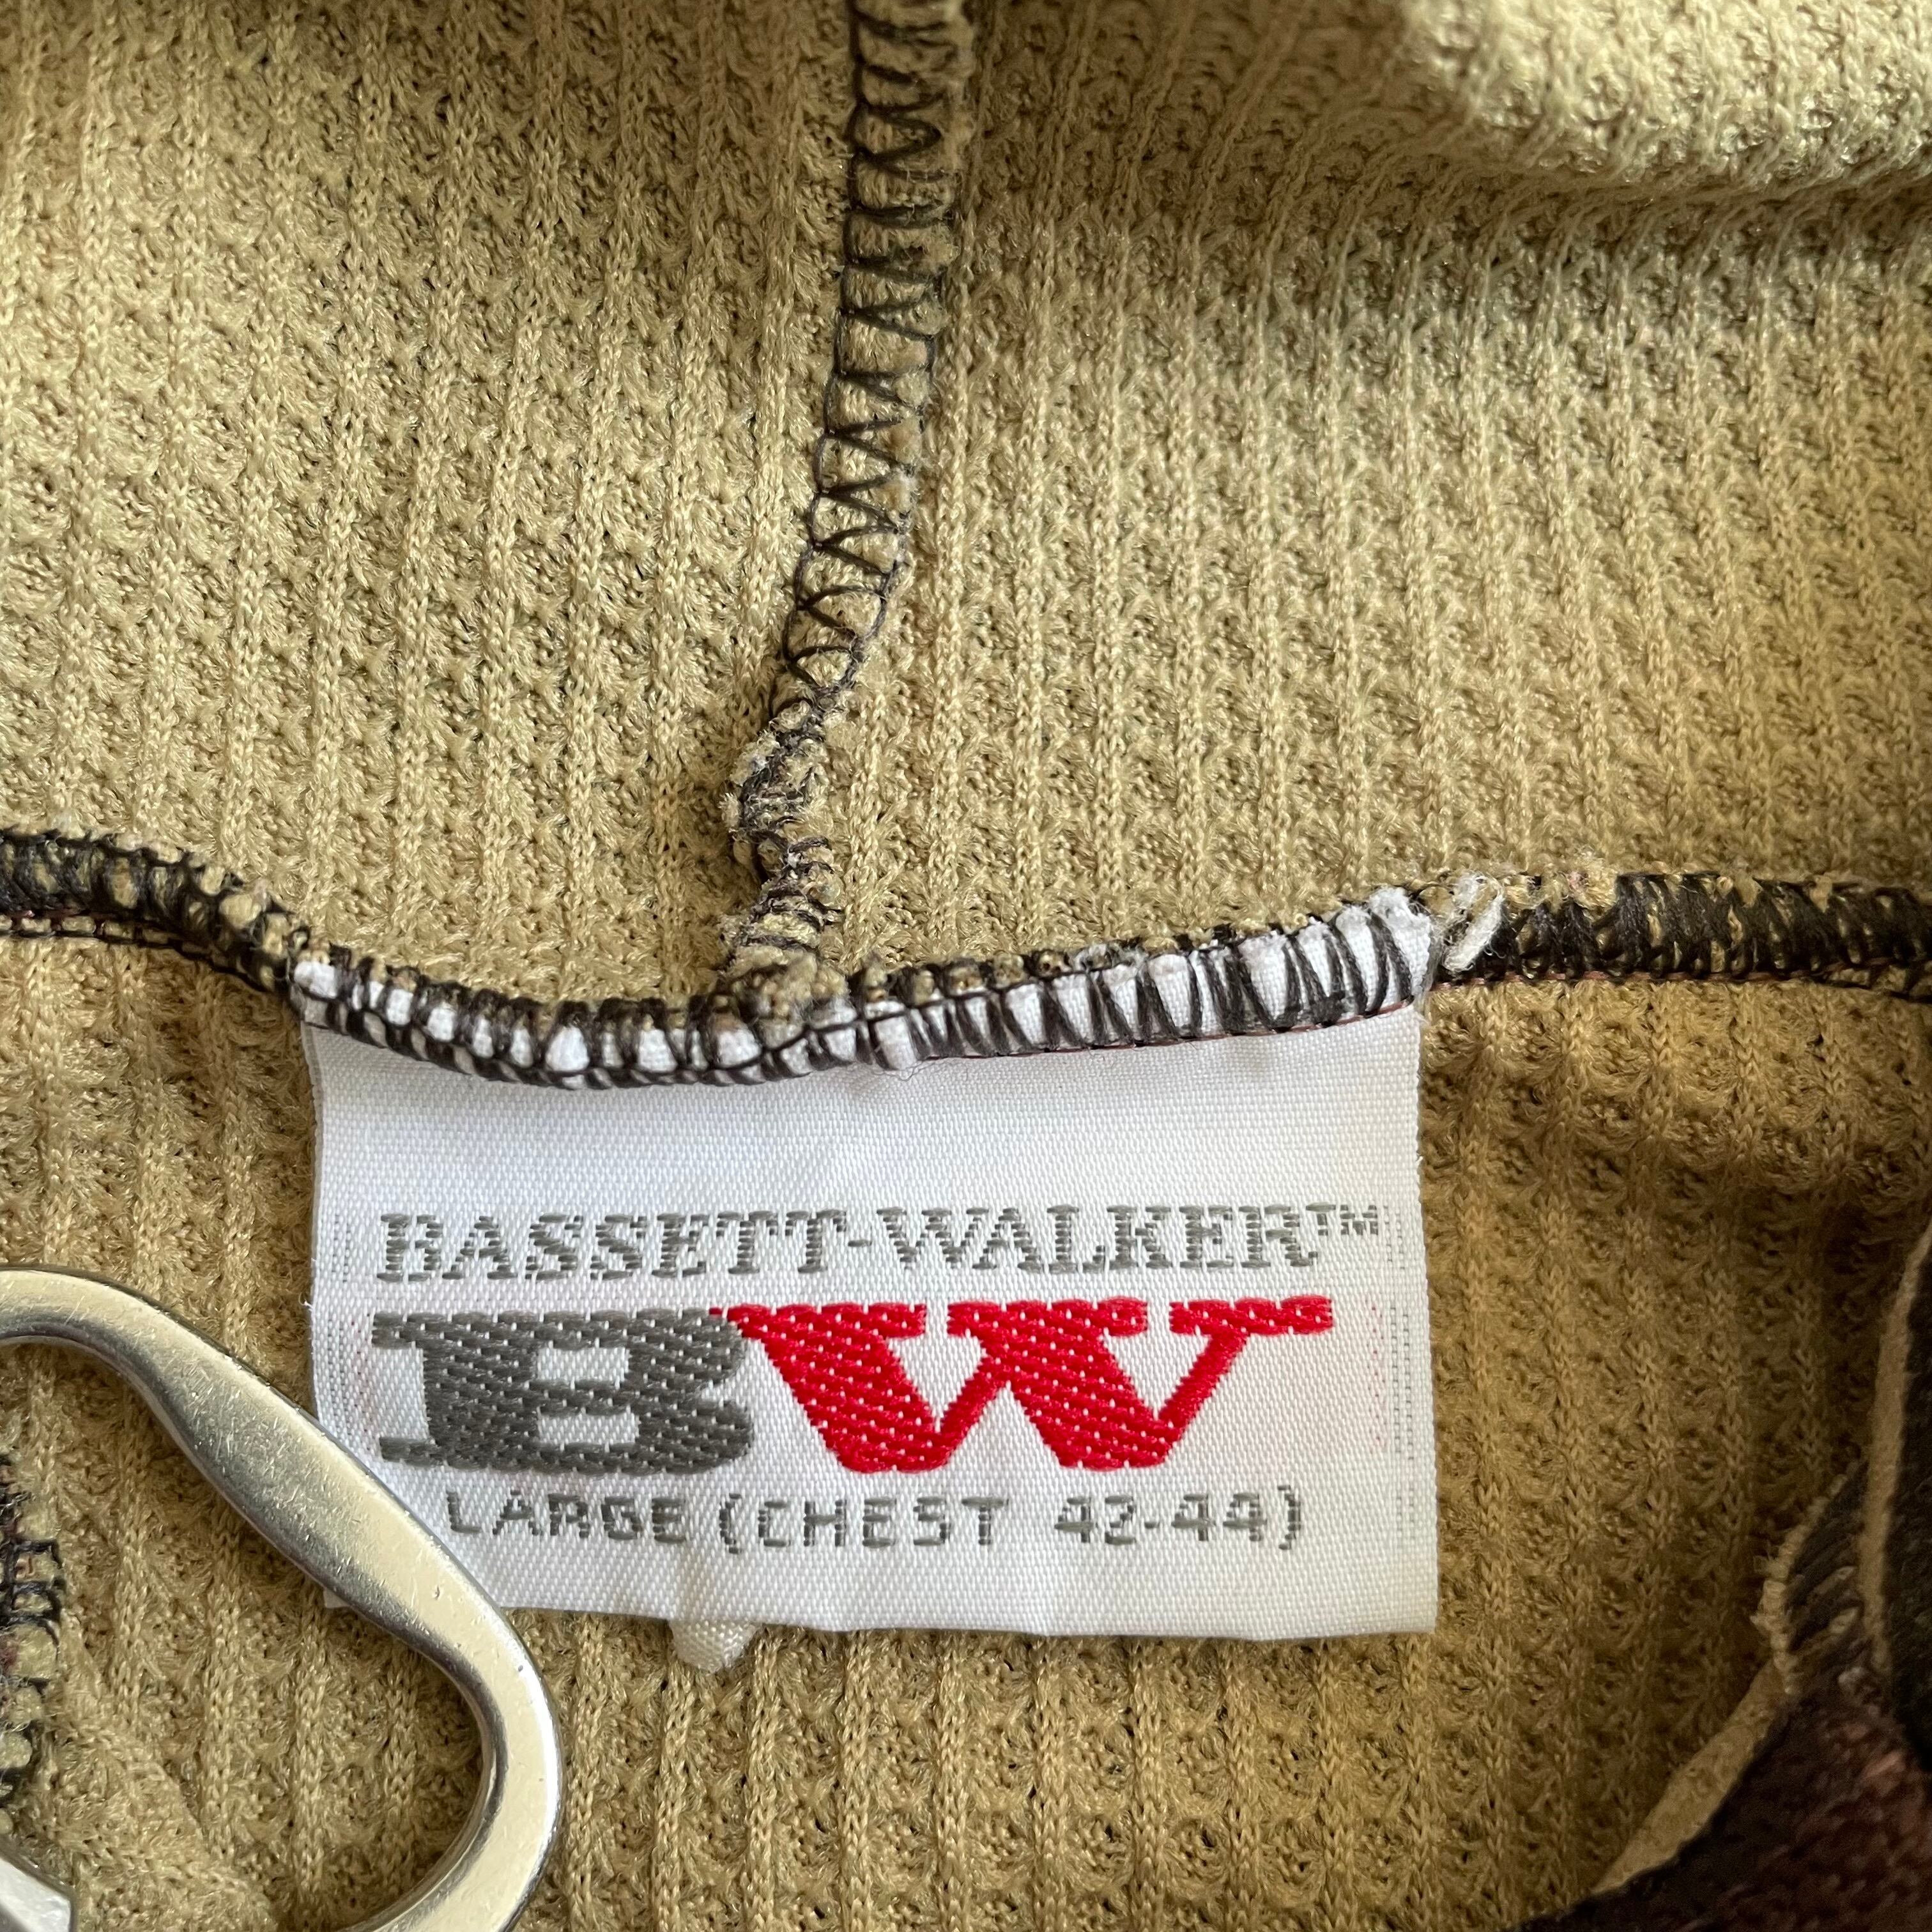 BASSETT-WALKER™
BW
LARGE (CHEST 42-44)